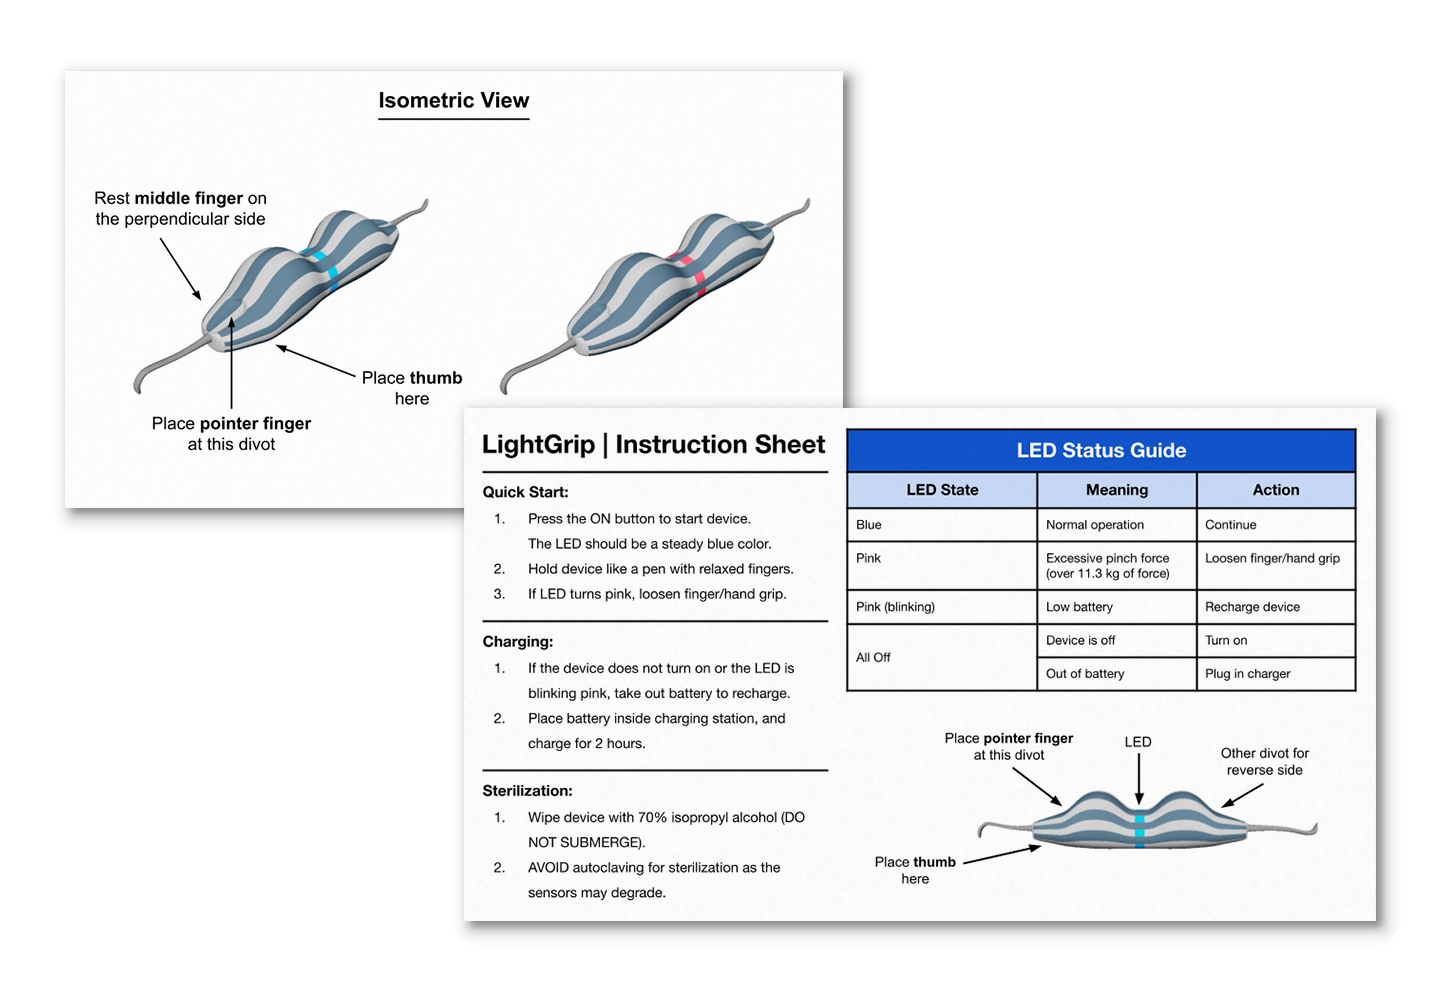 Isometric View
Rest middle finger on
the perpendicular side
Place thumb
here
Place pointer finger
at this divot
LightGrip | Instruction Sheet
Quick Start:
1. Press the ON button to start device.
The LED should be a steady blue color.
2. Hold device like a pen with relaxed fingers.
3. If LED turns pink, loosen finger/hand grip.
Charging:
1. If the device does not turn on or the LED is
blinking pink, take out battery to recharge.
2. Place battery inside charging station, and
charge for 2 hours.
Sterilization:
1. Wipe device with 70% isopropyl alcohol (DO
NOT SUBMERGE).
2. AVOID autoclaving for sterilization as the
sensors may degrade.
LED Status Guide
LED State Meaning Action
Blue Normal operation Continue
Pink Excessive pinch force Loosen finger/hand grip
(over 11.3 kg of force)
Pink (blinking) Low battery Recharge device
All Off Device is off Turn on
Out of battery Plug in charger
Place pointer finger
at this divot
LED
Other divot for
reverse side
Place thumb
here